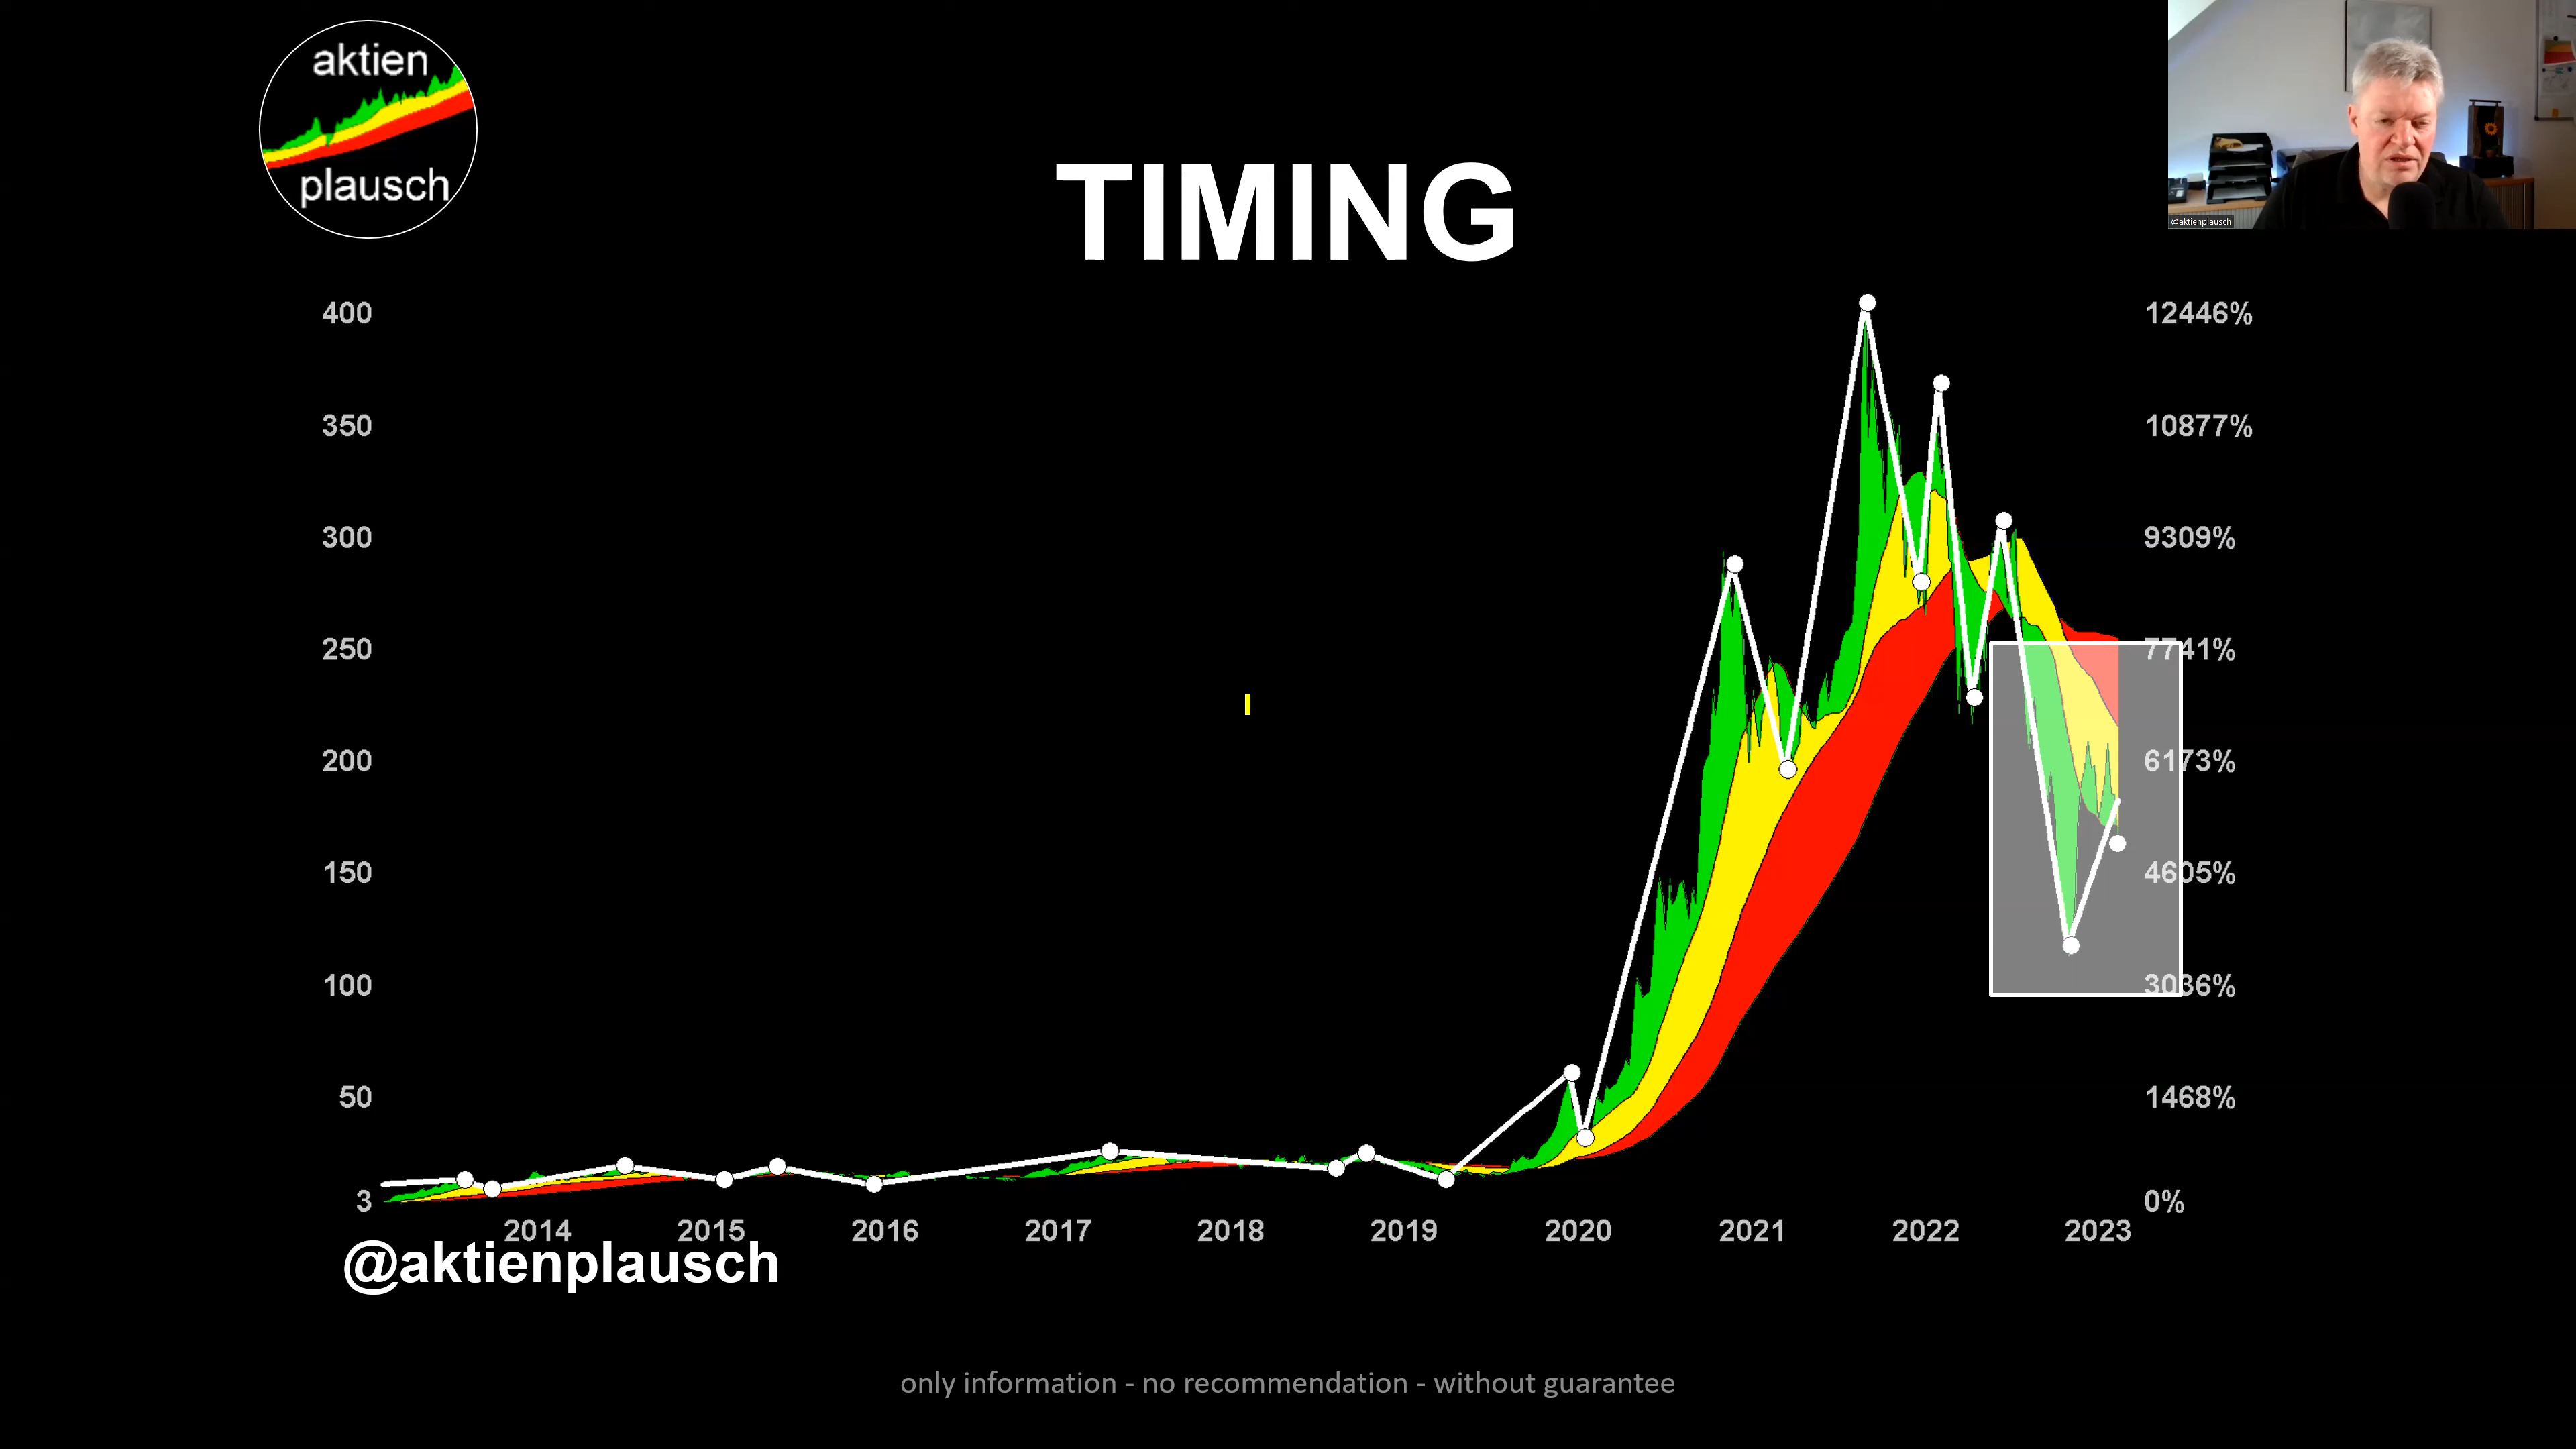 aktien
plausch
TIMING
@aktienplausch
400
350
300
250
200
150
100
50
3
12446%
10877%
9309%
7741%
6173%
4605%
3036%
1468%
0%
2014 2015 2016 2017 2018 2019 2020 2021 2022 2023
@aktienplausch
only information - no recommendation - without guarantee